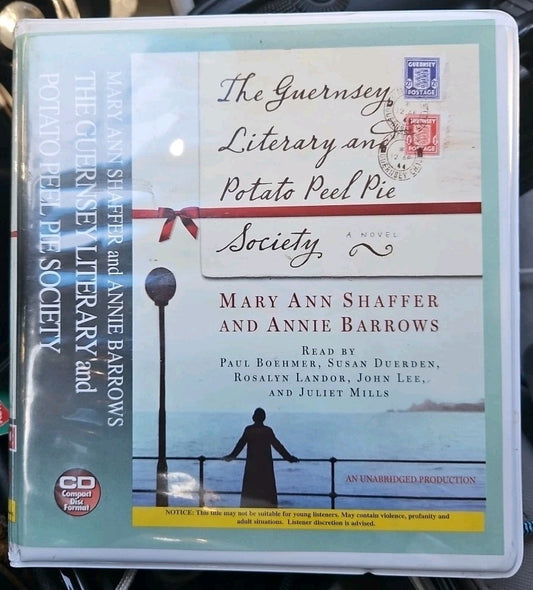 MARY ANN SHAFFER and ANNIE BARROWS
THE GUERNSEY LITERARY and
POTATO PEEL PIE SOCIETY
CD
Compact
Disc
Format
The Guernsey
Literary and
Potato Peel Pie
Society
A NOVEL
GUERNSEY
POSTAGE
GUERNSEY
POSTAGE
MARY ANN SHAFFER
AND ANNIE BARROWS
READ BY
PAUL BOEHMER, SUSAN DUERDEN,
ROSALYN LANDOR, JOHN LEE,
AND JULIET MILLS
AN UNABRIDGED PRODUCTION
NOTICE: This title may not be suitable for young listeners. May contain violence, profanity and
adult situations. Listener discretion is advised.